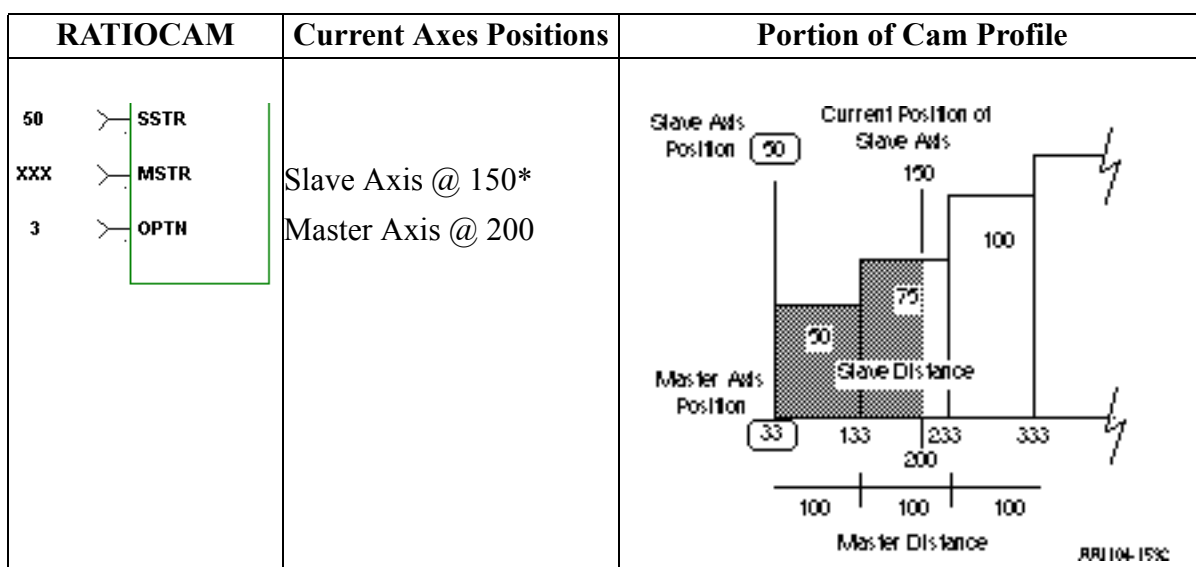 RATIOCAM Current Axes Positions Portion of Cam Profile
50 SSTR
XXX MSTR
3 OPTN
Slave Axis @ 150*
Master Axis @ 200
Slave Axis
Position 50
Current Position of
Slave Axis
150
100
75
50
Slave Distance
Master Axis
Position
33 133 233 333
200
100 100 100
Master Distance